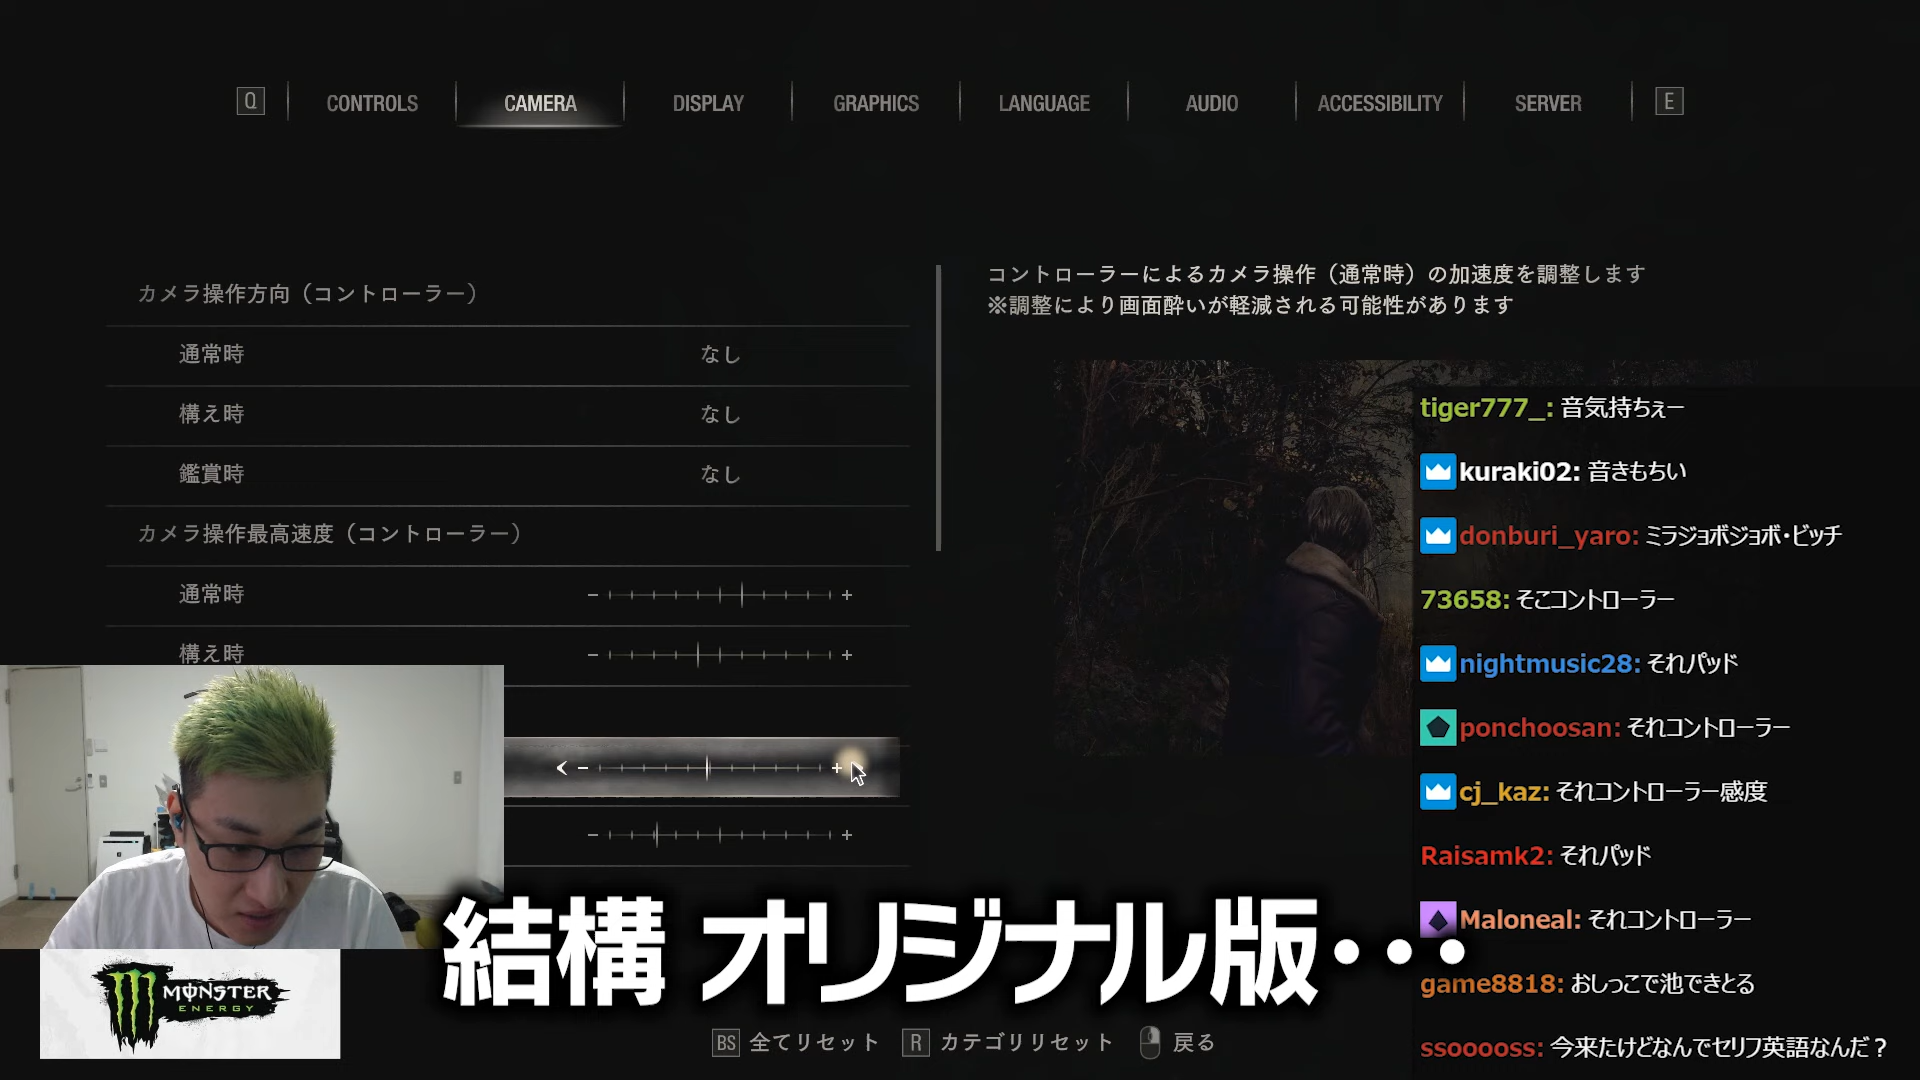 Q
CONTROLS
CAMERA
DISPLAY
GRAPHICS
LANGUAGE
AUDIO
ACCESSIBILITY
SERVER
E
カメラ操作方向（コントローラー）
通常時 なし
構え時 なし
鑑賞時 なし
カメラ操作最高速度（コントローラー）
通常時 − +
構え時 − +
− +
− +
コントローラーによるカメラ操作（通常時）の加速度を調整します
※調整により画面酔いが軽減される可能性があります
tiger777_: 音気持ちぇー
kuraki02: 音きもちい
donburi_yaro: ミラジョボジョボ・ビッチ
73658: そこコントローラー
nightmusic28: それパッド
ponchoosan: それコントローラー
cj_kaz: それコントローラー感度
Raisamk2: それパッド
Maloneal: それコントローラー
game8818: おしっこで池できとる
ssooooss: 今来たけどなんでセリフ英語なんだ？
結構 オリジナル版・・・
MONSTER
ENERGY
BS 全てリセット R カテゴリリセット 戻る